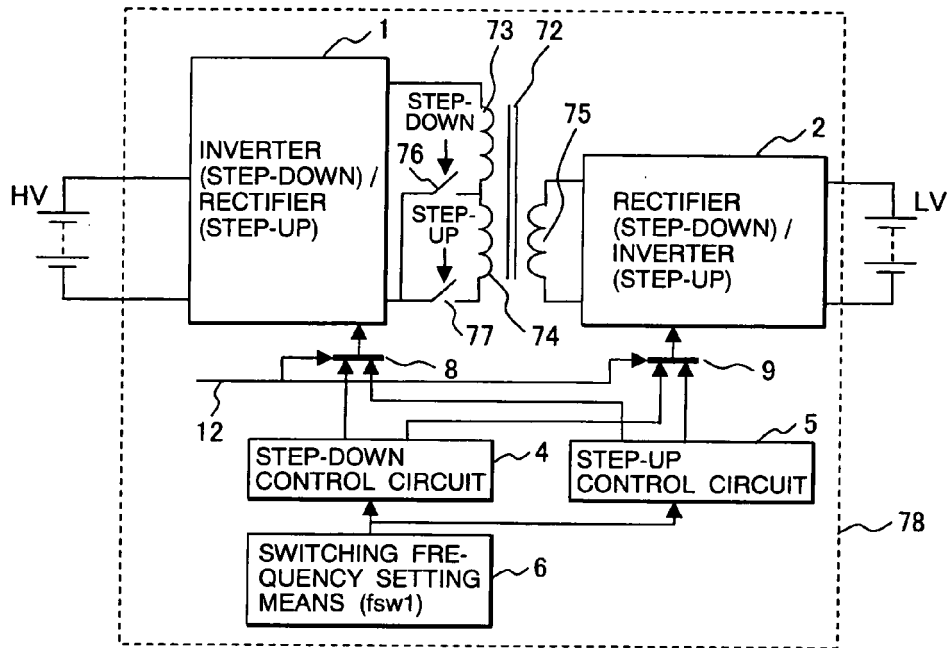 1
73
72
STEP-
DOWN
75
2
76
INVERTER
(STEP-DOWN) /
RECTIFIER
(STEP-UP)
HV
STEP-
UP
RECTIFIER
(STEP-DOWN) /
INVERTER
(STEP-UP)
LV
77
74
8
9
12
STEP-DOWN
CONTROL CIRCUIT
4
STEP-UP
CONTROL CIRCUIT
5
78
SWITCHING FRE-
QUENCY SETTING
MEANS (fsw1)
6